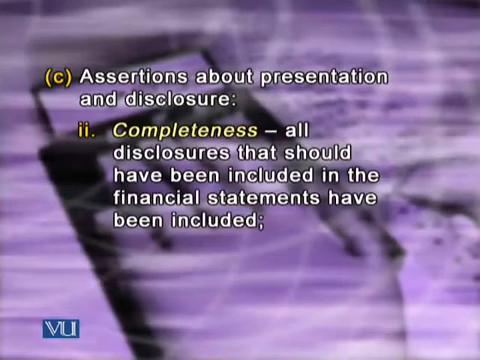 (c) Assertions about presentation
and disclosure:
ii. Completeness – all
disclosures that should
have been included in the
financial statements have
been included;
VU